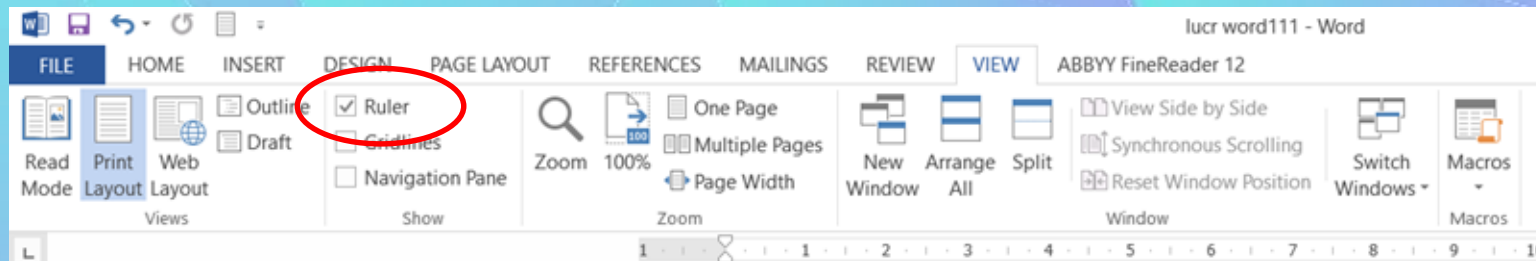 lucr word111 - Word
FILE HOME INSERT DESIGN PAGE LAYOUT REFERENCES MAILINGS REVIEW VIEW ABBYY FineReader 12
Read Mode
Print Layout
Web Layout
Outline
Draft
Views
Ruler
Gridlines
Navigation Pane
Show
Zoom
100
100%
One Page
Multiple Pages
Page Width
Zoom
New Window
Arrange All
Split
View Side by Side
Synchronous Scrolling
Reset Window Position
Switch Windows
Window
Macros
Macros
L 1 1 2 3 4 5 6 7 8 9